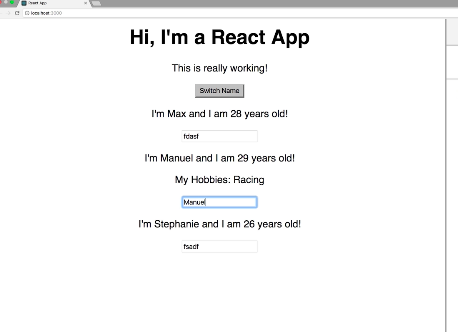 React App
localhost:3000
Hi, I'm a React App
This is really working!
Switch Name
I'm Max and I am 28 years old!
fdasf
I'm Manuel and I am 29 years old!
My Hobbies: Racing
Manuel
I'm Stephanie and I am 26 years old!
fsadf